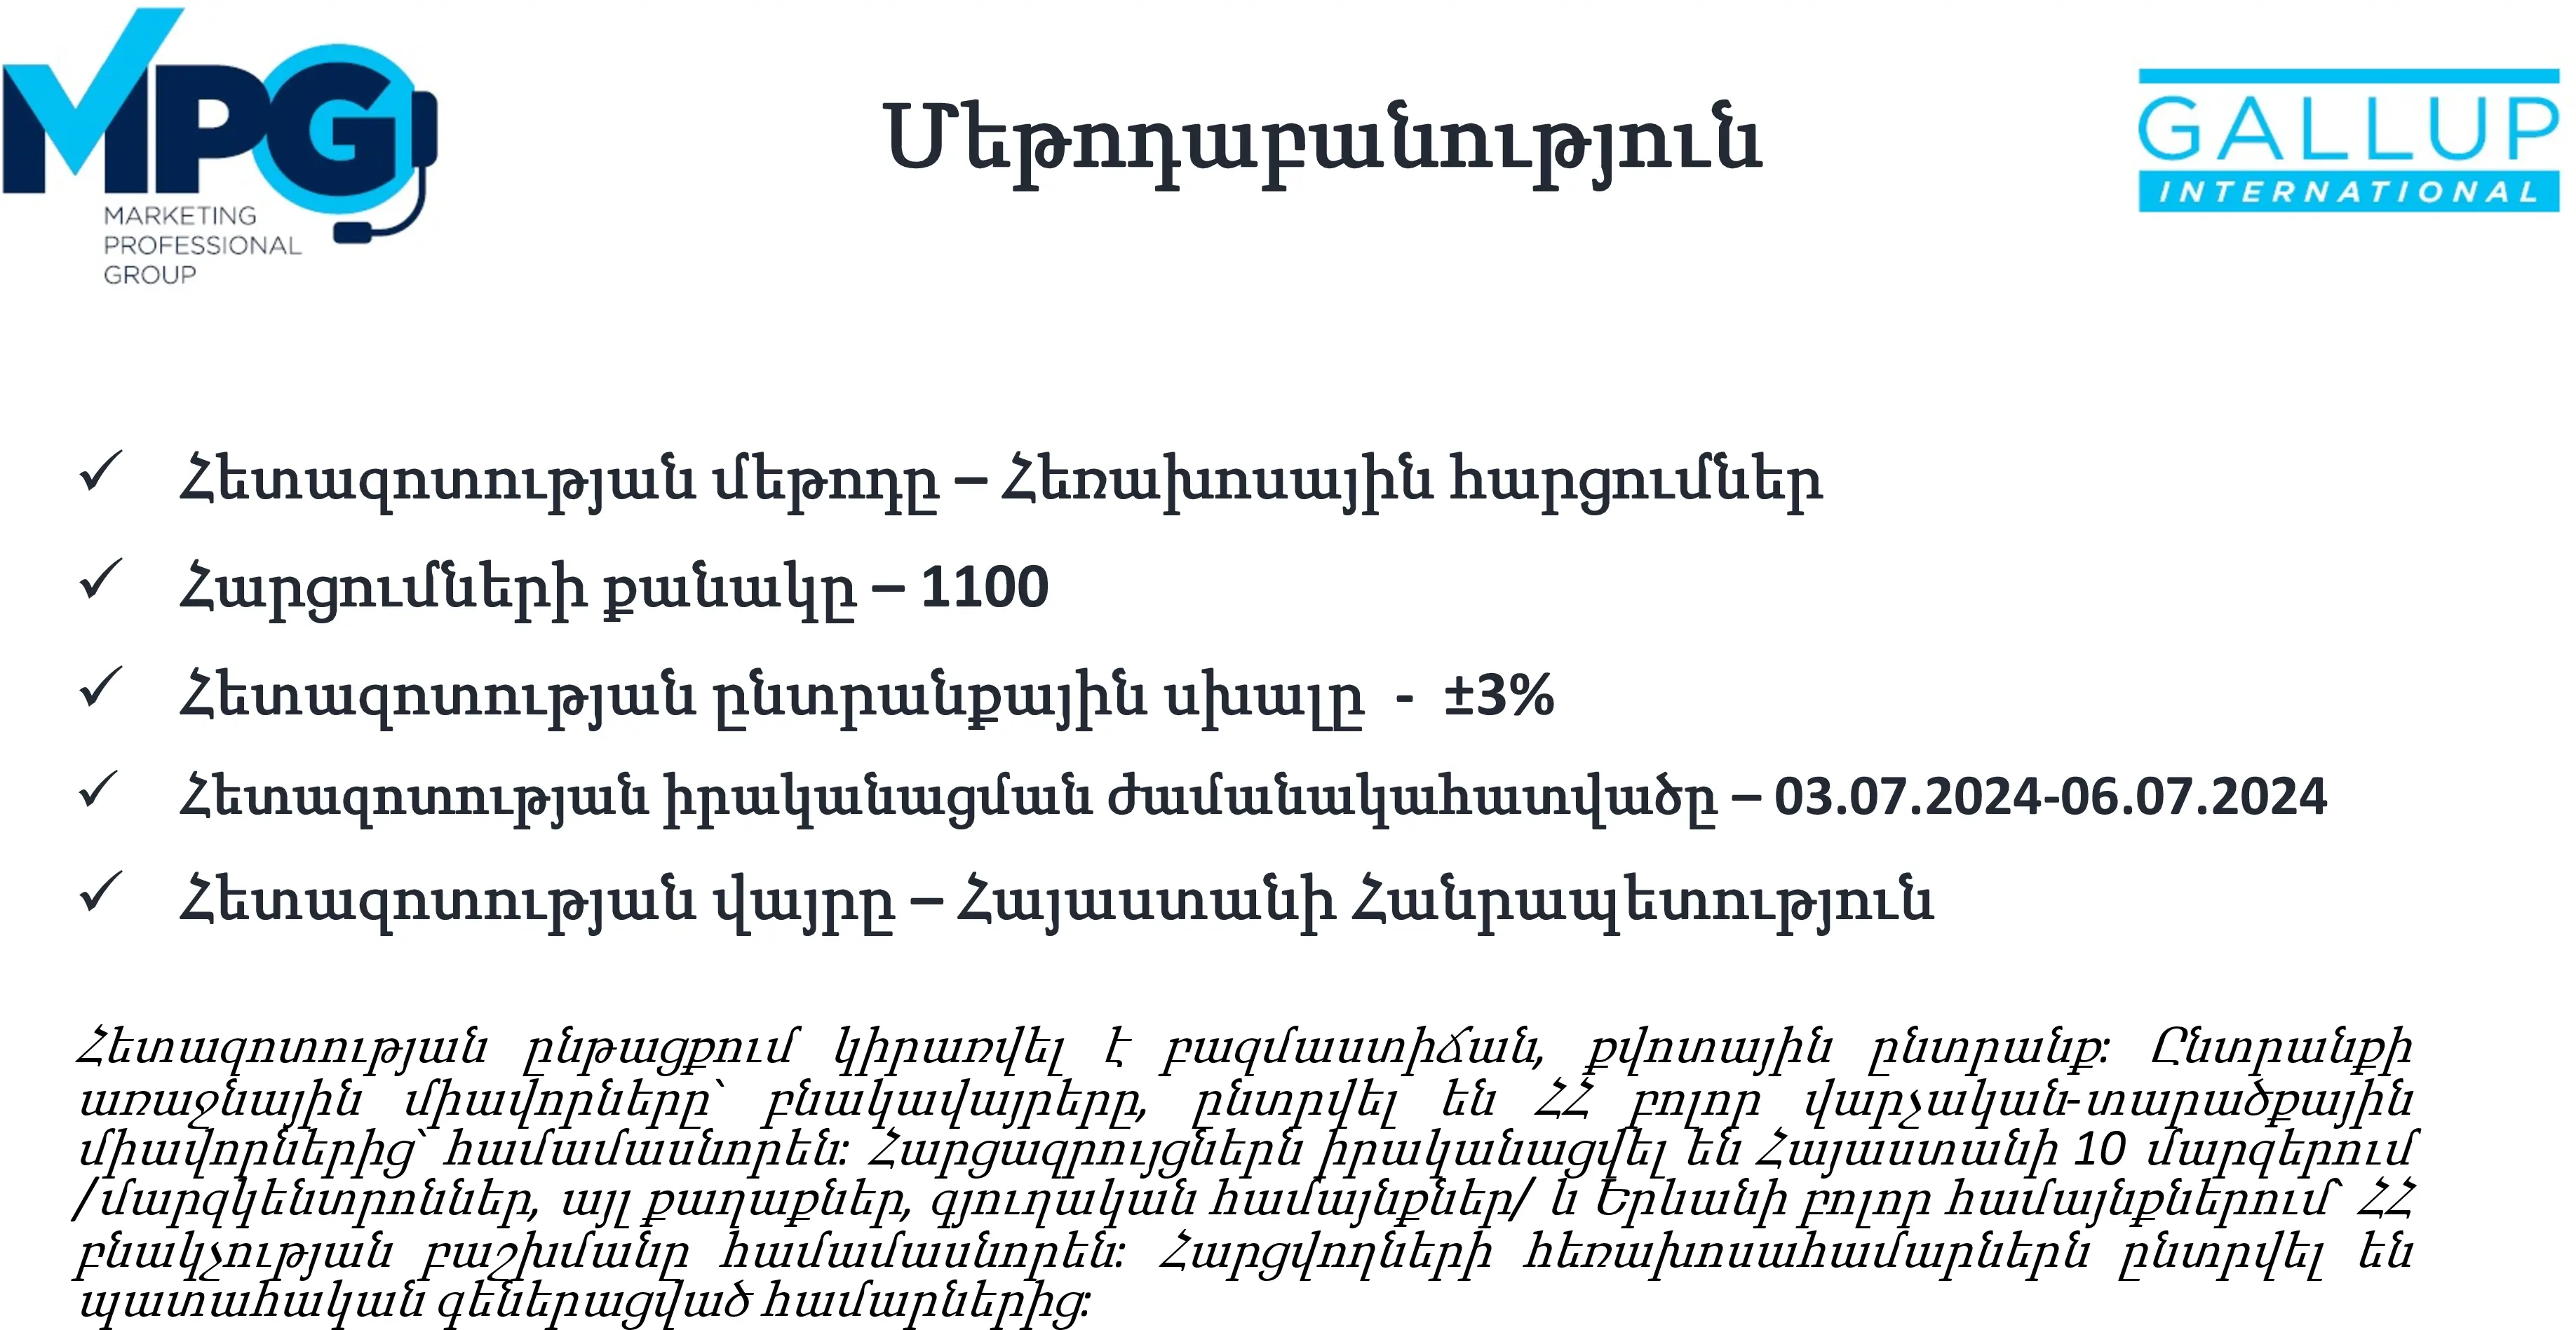 MPG
MARKETING
PROFESSIONAL
GROUP
Մեթոդաբանություն
GALLUP
INTERNATIONAL
✓ Հետազոտության մեթոդը – Հեռախոսային հարցումներ
✓ Հարցումների քանակը – 1100
✓ Հետազոտության ընտրանքային սխալը - ±3%
✓ Հետազոտության իրականացման ժամանակահատվածը – 03.07.2024-06.07.2024
✓ Հետազոտության վայրը – Հայաստանի Հանրապետություն
Հետազոտության ընթացքում կիրառվել է բազմաստիճան, քվոտային ընտրանք: Ընտրանքի
առաջնային միավորները՝ բնակավայրերը, ընտրվել են ՀՀ բոլոր վարչական-տարածքային
միավորներից՝ համամասնորեն: Հարցազրույցներն իրականացվել են Հայաստանի 10 մարզերում
/մարզկենտրոններ, այլ քաղաքներ, գյուղական համայնքներ/ և Երևանի բոլոր համայնքներում՝ ՀՀ
բնակչության բաշխմանը համամասնորեն: Հարցվողների հեռախոսահամարներն ընտրվել են
պատահական գեներացված համարներից: